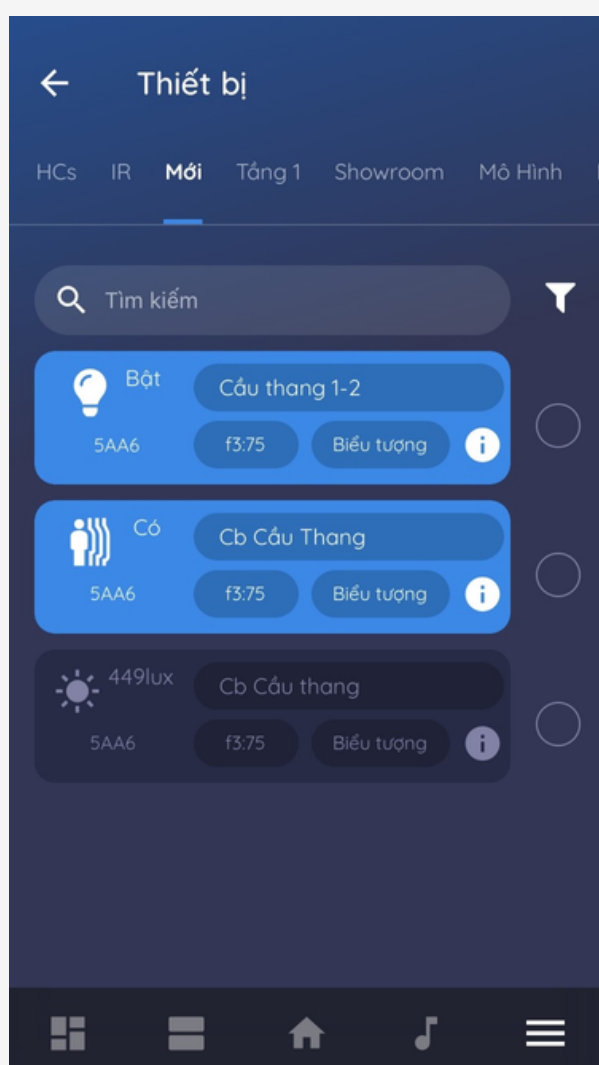 Thiết bị
HCs IR Mới Tầng 1 Showroom Mô Hình
Tìm kiếm
Bật Cầu thang 1-2
5AA6 f3:75 Biểu tượng i
Có Cb Cầu Thang
5AA6 f3:75 Biểu tượng i
449lux Cb Cầu thang
5AA6 f3:75 Biểu tượng i